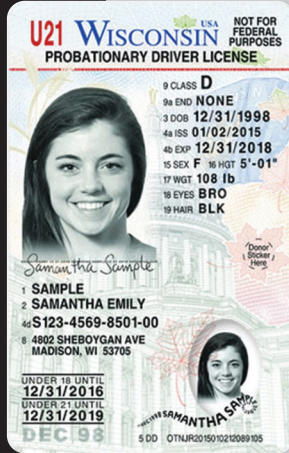 U21 WISCONSIN USA
NOT FOR FEDERAL PURPOSES
PROBATIONARY DRIVER LICENSE
9 CLASS D
9a END NONE
3 DOB 12/31/1998
4a ISS 01/02/2015
4b EXP 12/31/2018
15 SEX F 16 HGT 5'-01"
17 WGT 108 lb
18 EYES BRO
19 HAIR BLK
Donor
Sticker
Here
Samantha Sample
1 SAMPLE
2 SAMANTHA EMILY
4d S123-4569-8501-00
8 4802 SHEBOYGAN AVE
MADISON, WI 53705
UNDER 18 UNTIL
12/31/2016
UNDER 21 UNTIL
12/31/2019
DEC 98
5 DD OTNJR2015010212089105